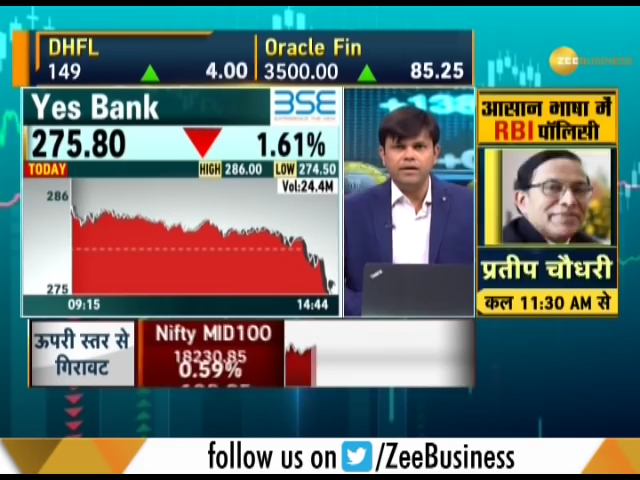 DHFL
149 4.00
Oracle Fin
3500.00 85.25
ZEE BUSINESS
Yes Bank
BSE
275.80 1.61%
TODAY HIGH 286.00 LOW 274.50
Vol:24.4M
286
275
09:15 14:44
आसान भाषा में
RBI पॉलिसी
प्रतीप चौधरी
कल 11:30 AM से
ऊपरी स्तर से
गिरावट
Nifty MID100
18230.85
0.59%
follow us on /ZeeBusiness